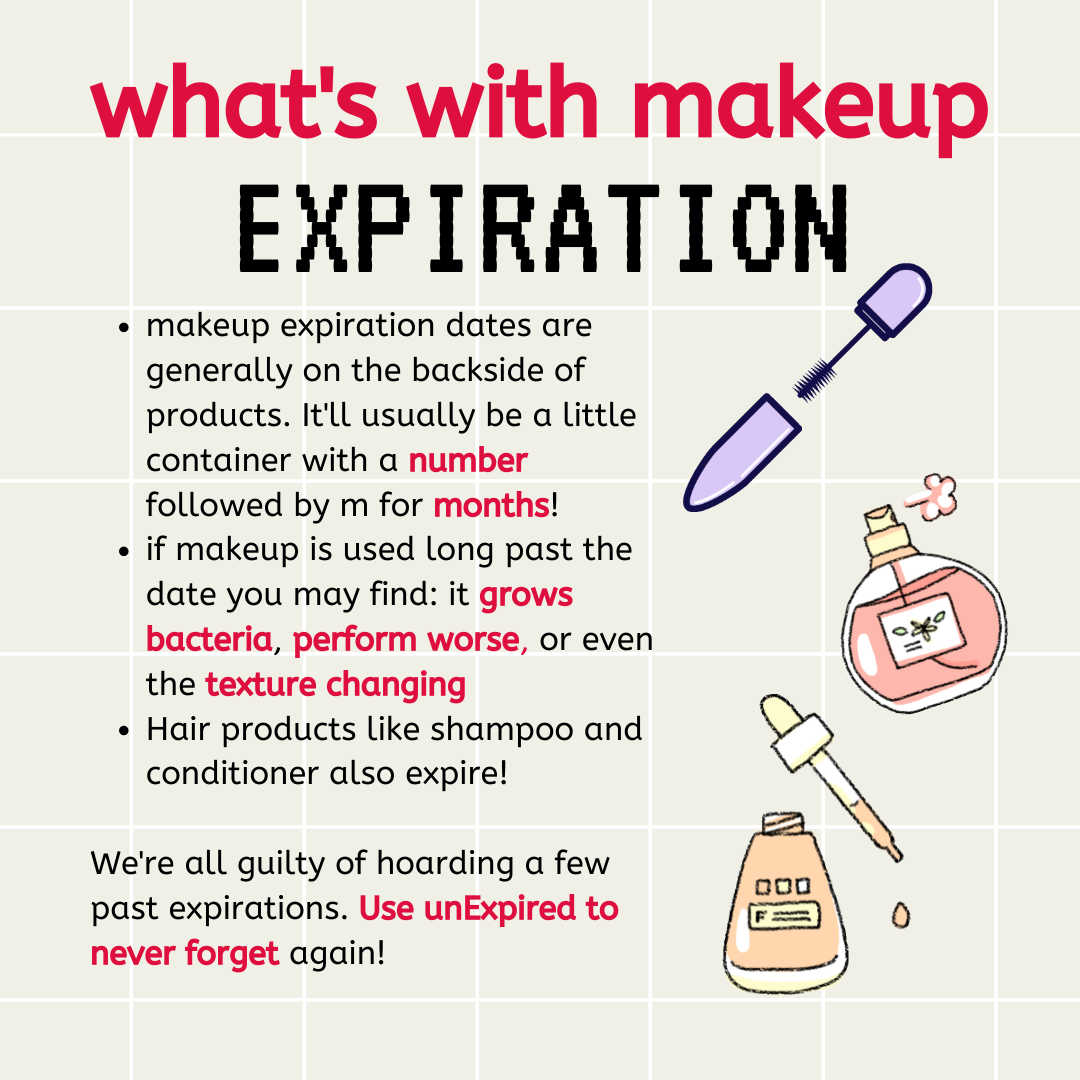 what's with makeup
EXPIRATION
• makeup expiration dates are
generally on the backside of
products. It'll usually be a little
container with a number
followed by m for months!
• if makeup is used long past the
date you may find: it grows
bacteria, perform worse, or even
the texture changing
• Hair products like shampoo and
conditioner also expire!
We're all guilty of hoarding a few
past expirations. Use unExpired to
never forget again!
F